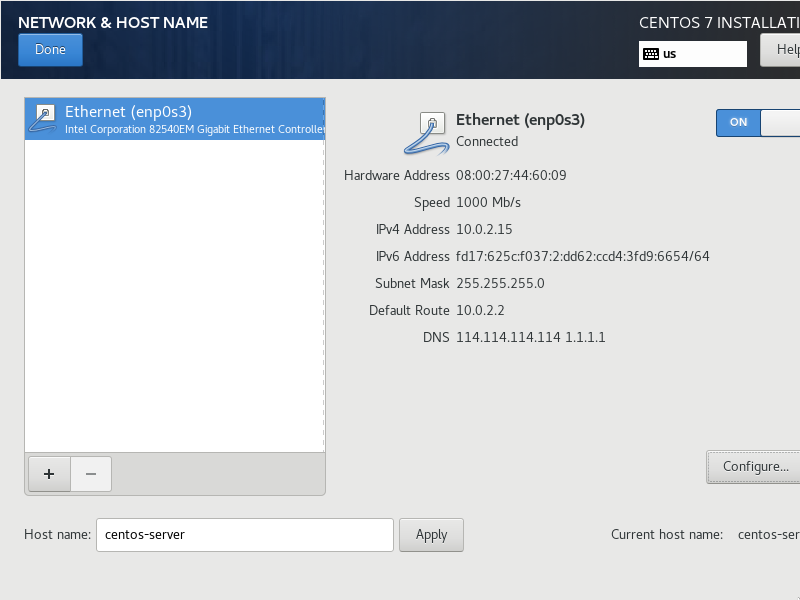 NETWORK & HOST NAME
CENTOS 7 INSTALLATI
Done
us
Help
Ethernet (enp0s3)
Intel Corporation 82540EM Gigabit Ethernet Controller
Ethernet (enp0s3)
Connected
ON
Hardware Address 08:00:27:44:60:09
Speed 1000 Mb/s
IPv4 Address 10.0.2.15
IPv6 Address fd17:625c:f037:2:dd62:ccd4:3fd9:6654/64
Subnet Mask 255.255.255.0
Default Route 10.0.2.2
DNS 114.114.114.114 1.1.1.1
+ −
Configure...
Host name: centos-server Apply Current host name: centos-ser